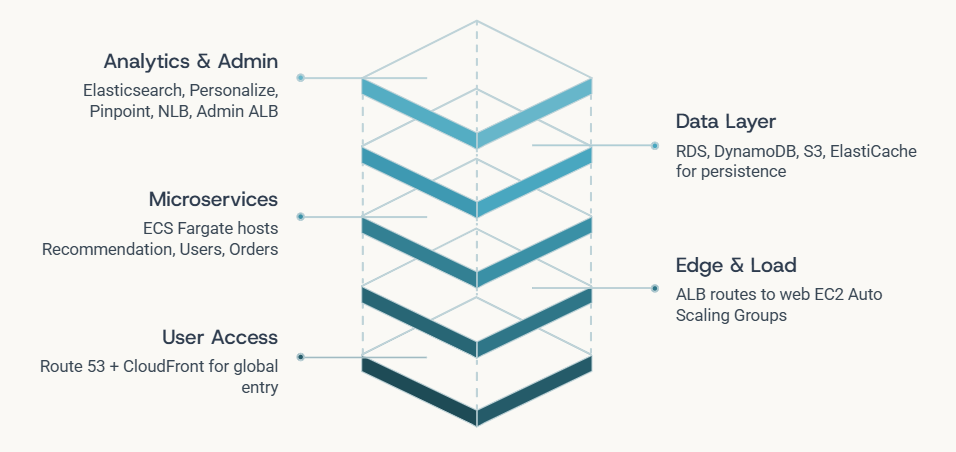 Analytics & Admin
Elasticsearch, Personalize,
Pinpoint, NLB, Admin ALB
Data Layer
RDS, DynamoDB, S3, ElastiCache
for persistence
Microservices
ECS Fargate hosts
Recommendation, Users, Orders
Edge & Load
ALB routes to web EC2 Auto
Scaling Groups
User Access
Route 53 + CloudFront for global
entry